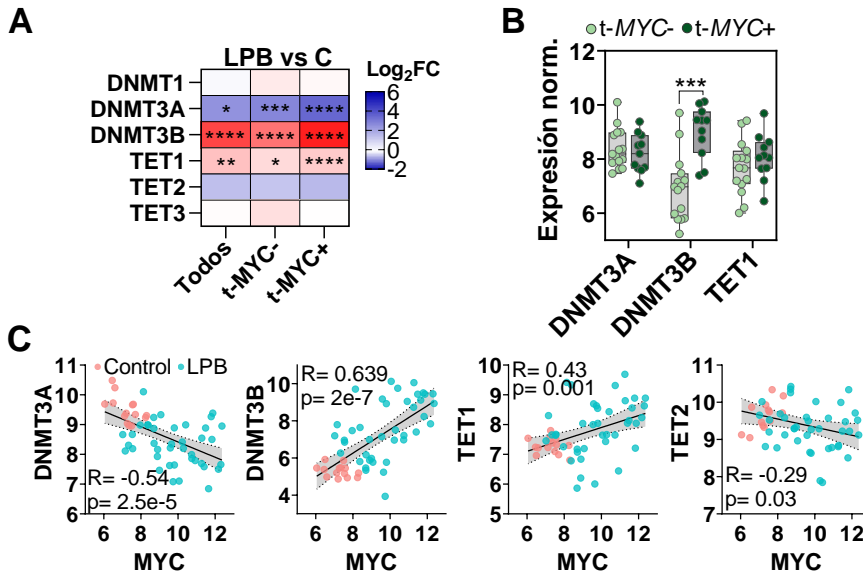 A
LPB vs C
Log2FC
DNMT1
DNMT3A * *** ****
DNMT3B **** **** ****
TET1 ** * ****
TET2
TET3
Todos t-MYC- t-MYC+
6
4
2
0
-2
B
t-MYC- t-MYC+
Expresión norm.
12
10
8
6
***
DNMT3A DNMT3B TET1
C
Control LPB
DNMT3A
11
10
9
8
7
6
R= -0.54
p= 2.5e-5
6 8 10 12
MYC
DNMT3B
12
10
8
6
4
R= 0.639
p= 2e-7
6 8 10 12
MYC
TET1
10
9
8
7
6
5
R= 0.43
p= 0.001
6 8 10 12
MYC
TET2
11
10
9
8
7
R= -0.29
p= 0.03
6 8 10 12
MYC